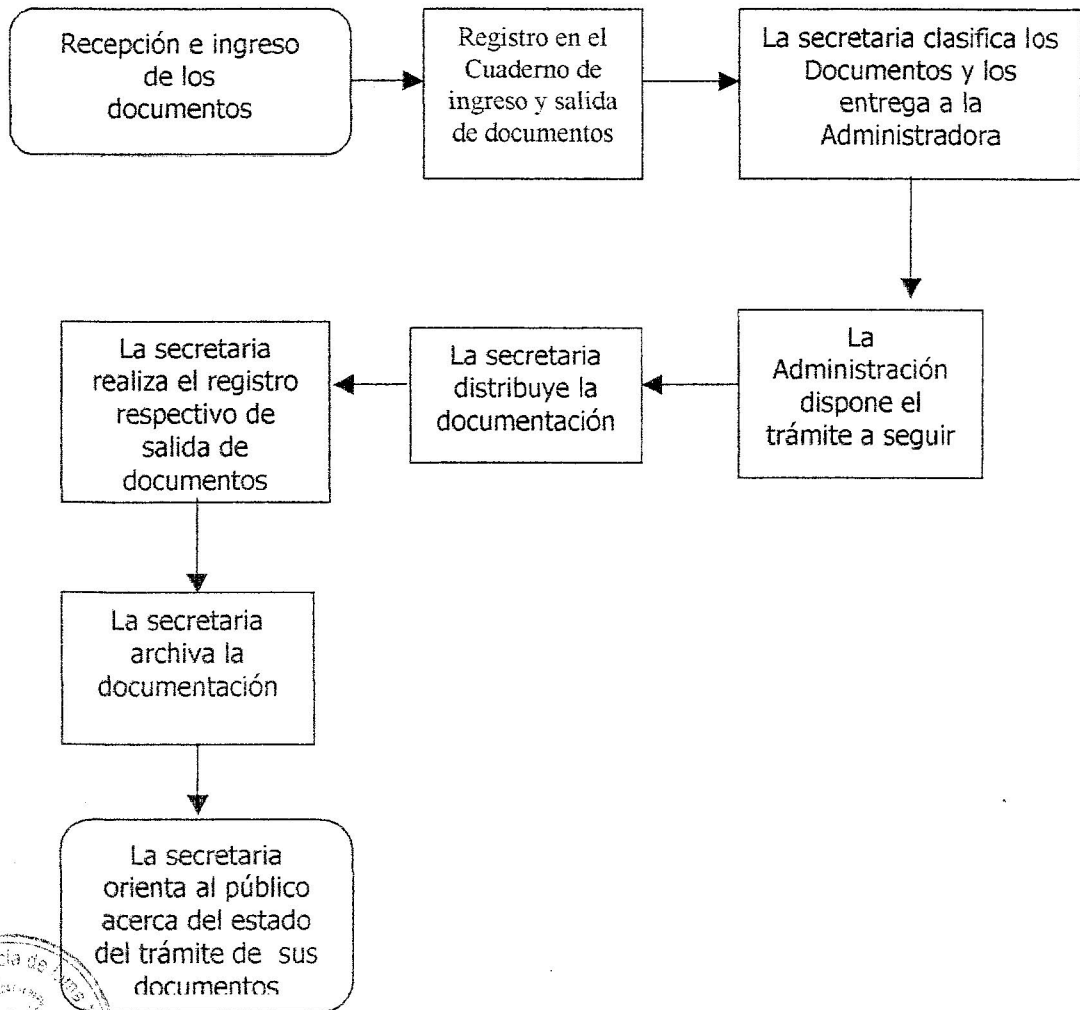 Recepción e ingreso
de los
documentos
Registro en el
Cuaderno de
ingreso y salida
de documentos
La secretaria clasifica los
Documentos y los
entrega a la
Administradora
La
Administración
dispone el
trámite a seguir
La secretaria
distribuye la
documentación
La secretaria
realiza el registro
respectivo de
salida de
documentos
La secretaria
archiva la
documentación
La secretaria
orienta al público
acerca del estado
del trámite de sus
documentos
cia de